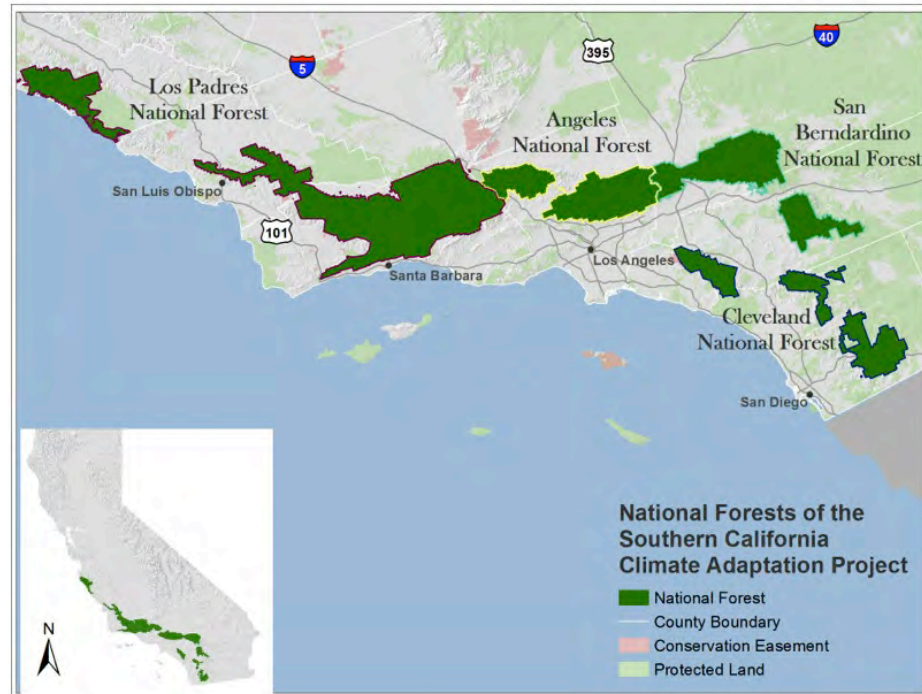 5
395
40
Los Padres
National Forest
Angeles
National Forest
San
Berndardino
National Forest
San Luis Obispo
101
Santa Barbara
Los Angeles
Cleveland
National Forest
San Diego
National Forests of the
Southern California
Climate Adaptation Project
National Forest
County Boundary
Conservation Easement
Protected Land
N